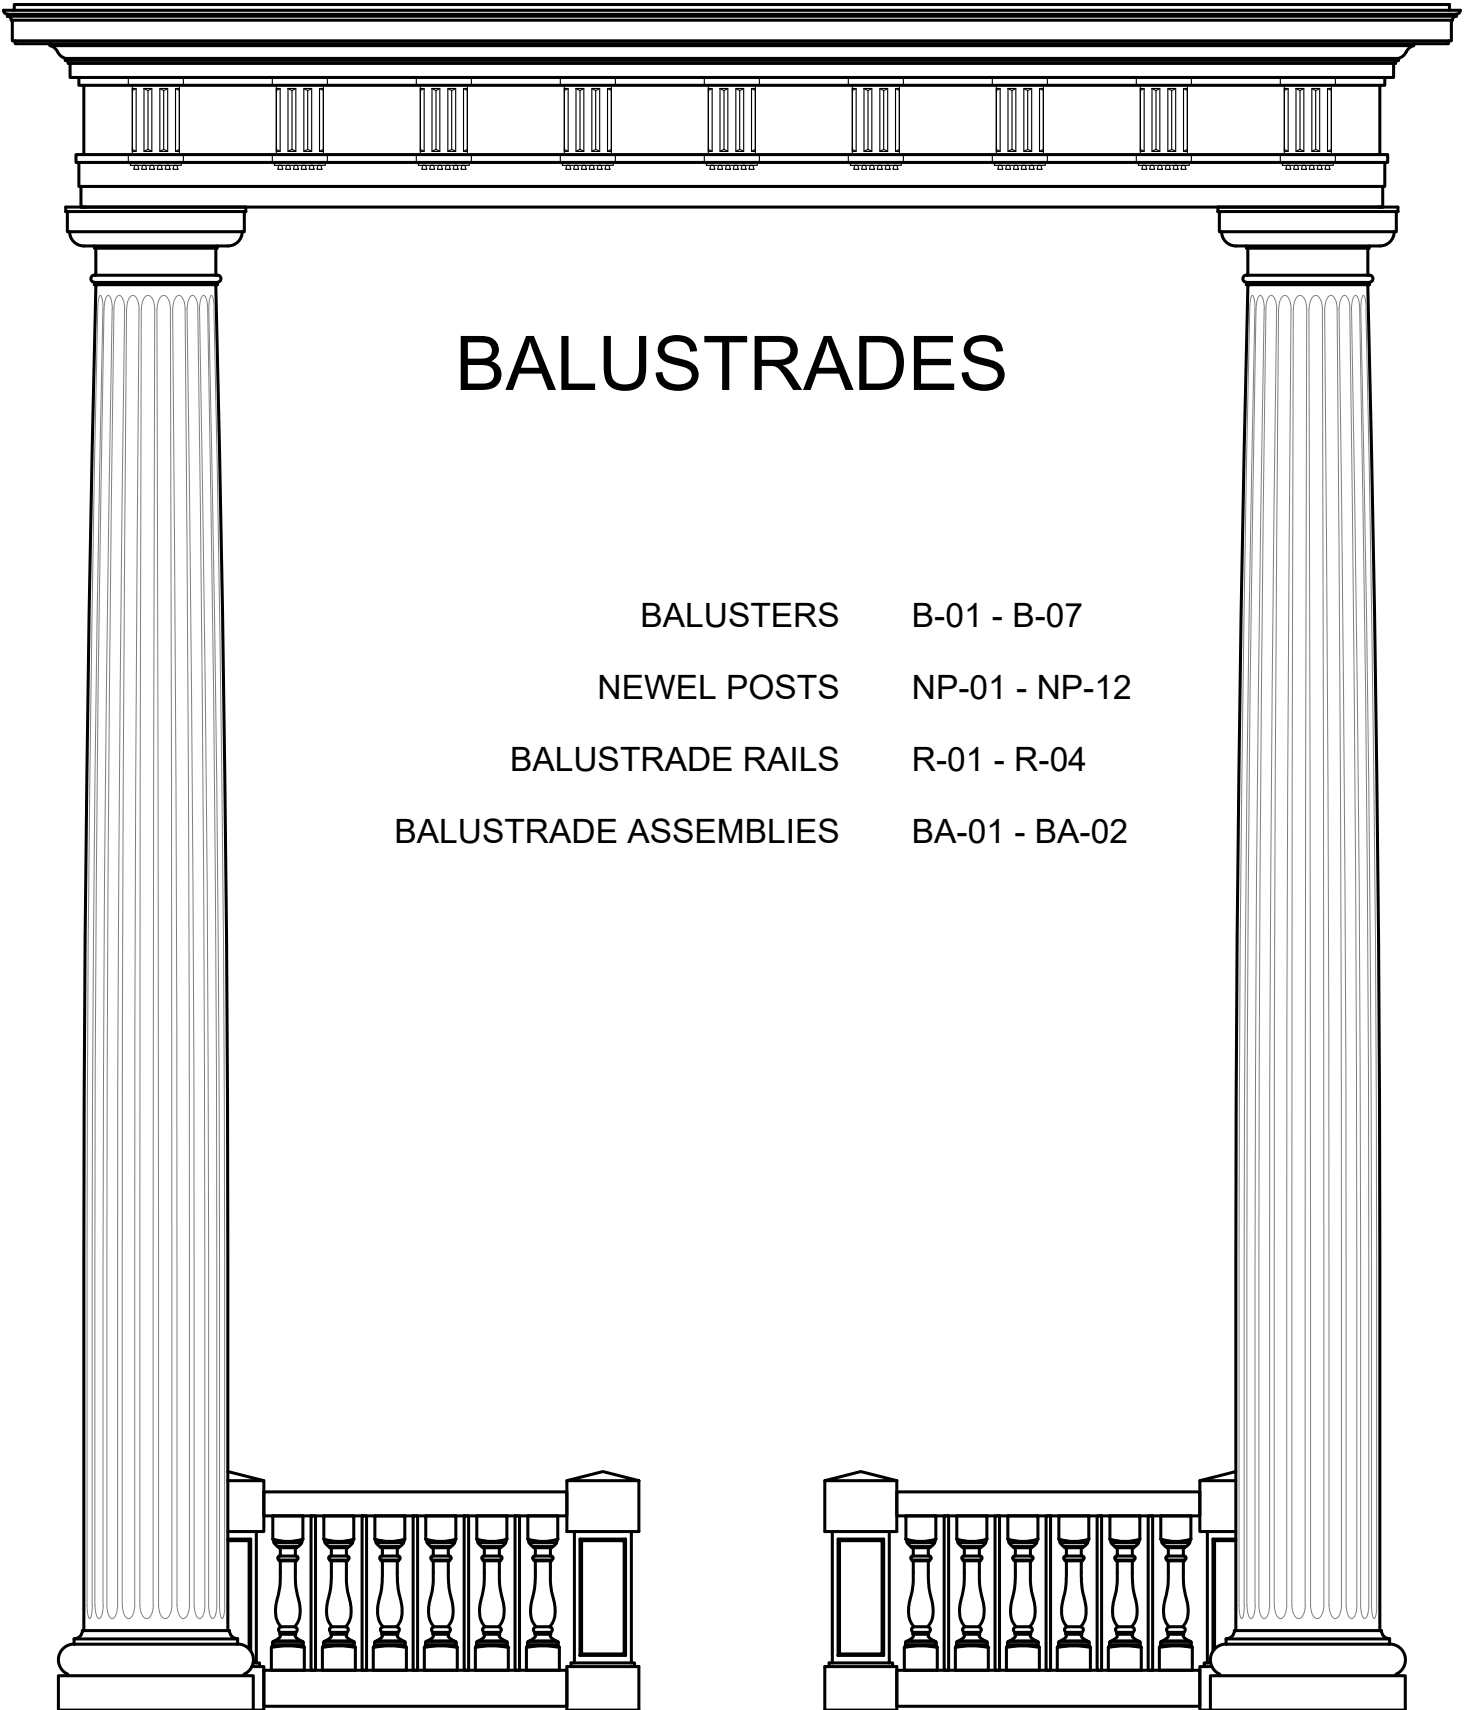 BALUSTRADES
BALUSTERS B-01 - B-07
NEWEL POSTS NP-01 - NP-12
BALUSTRADE RAILS R-01 - R-04
BALUSTRADE ASSEMBLIES BA-01 - BA-02